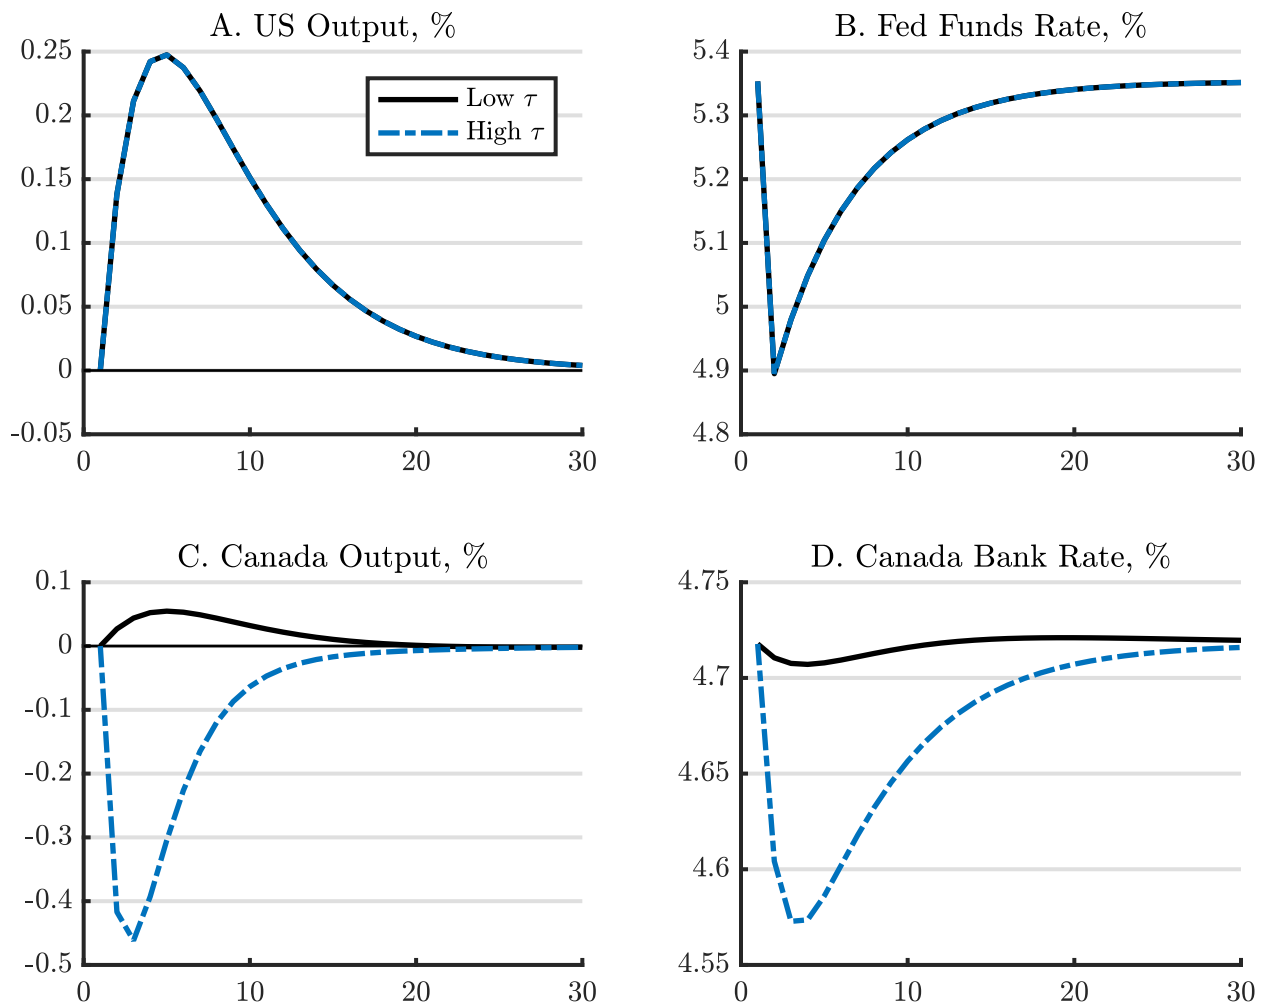 A. US Output, %
0.25
0.2
0.15
0.1
0.05
0
-0.05
0 10 20 30
Low τ
High τ
B. Fed Funds Rate, %
5.4
5.3
5.2
5.1
5
4.9
4.8
0 10 20 30
C. Canada Output, %
0.1
0
-0.1
-0.2
-0.3
-0.4
-0.5
0 10 20 30
D. Canada Bank Rate, %
4.75
4.7
4.65
4.6
4.55
0 10 20 30